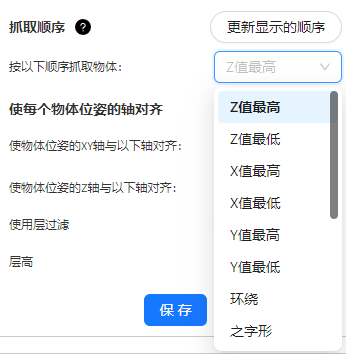 抓取顺序 ?
更新显示的顺序
按以下顺序抓取物体:
Z值最高
使每个物体位姿的轴对齐
使物体位姿的XY轴与以下轴对齐:
使物体位姿的Z轴与以下轴对齐:
使用层过滤
层高
保 存
Z值最高
Z值最低
X值最高
X值最低
Y值最高
Y值最低
环绕
之字形